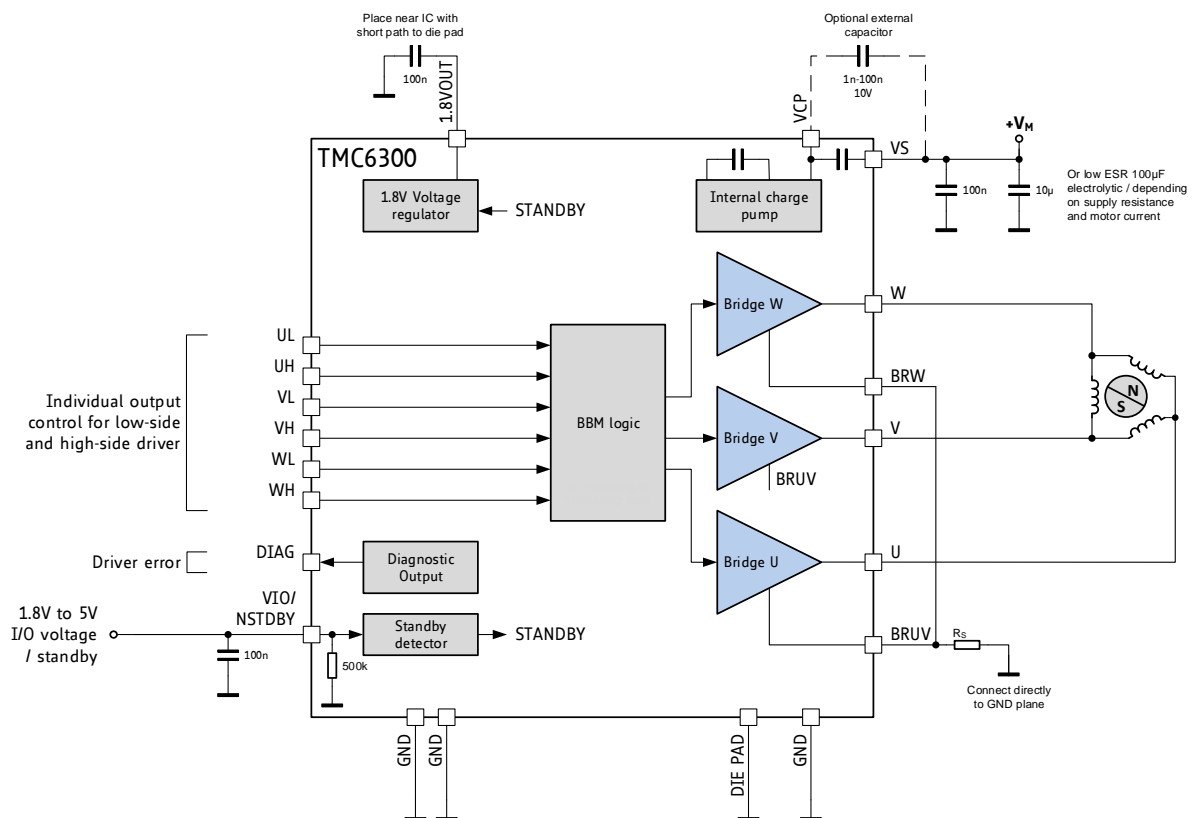 Place near IC with
short path to die pad
100n
1.8VOUT
Optional external
capacitor
1n-100n
10V
VCP
+VM
VS
TMC6300
1.8V Voltage
regulator
STANDBY
Internal charge
pump
100n
10µ
Or low ESR 100µF
electrolytic / depending
on supply resistance
and motor current
Individual output
control for low-side
and high-side driver
UL
UH
VL
VH
WL
WH
BBM logic
Bridge W
W
BRW
Bridge V
V
BRUV
Bridge U
U
BRUV
N
S
RS
Connect directly
to GND plane
Driver error
DIAG
Diagnostic
Output
1.8V to 5V
I/O voltage
/ standby
VIO/
NSTDBY
100n
500k
Standby
detector
STANDBY
GND
GND
DIE PAD
GND